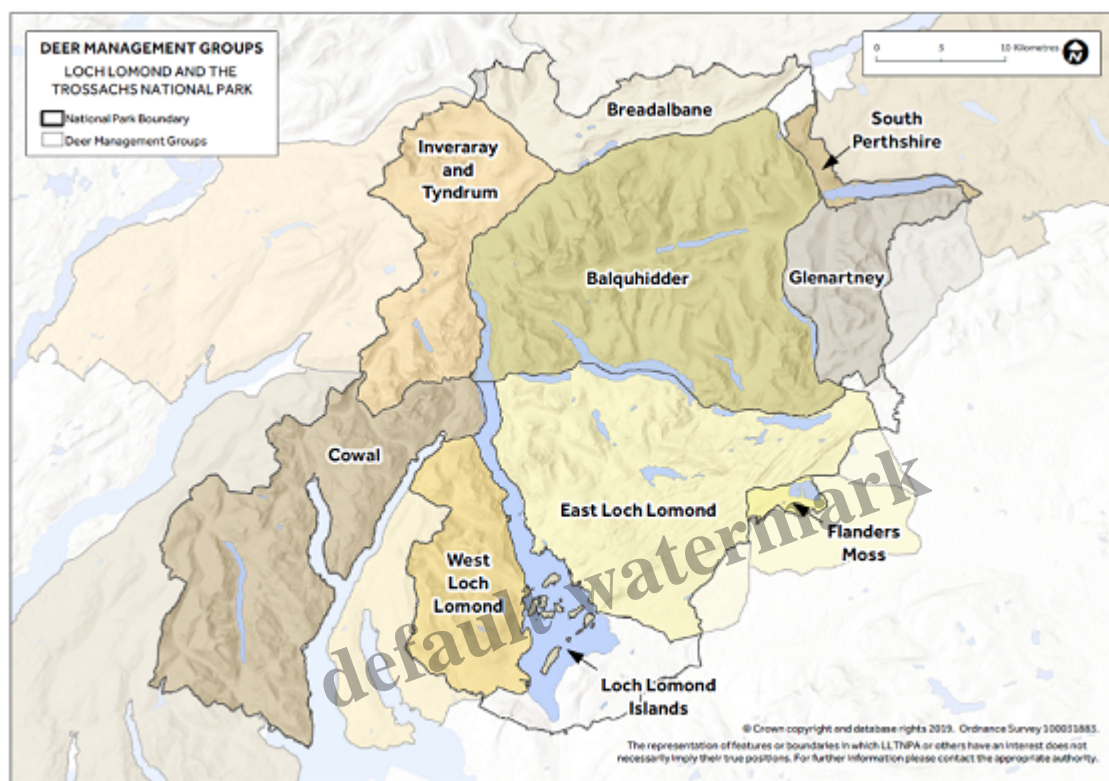 DEER MANAGEMENT GROUPS
LOCH LOMOND AND THE
TROSSACHS NATIONAL PARK
National Park Boundary
Deer Management Groups
0 5 10 Kilometres
N
Breadalbane
South
Perthshire
Inveraray
and
Tyndrum
Balquhidder
Glenartney
Cowal
East Loch Lomond
Flanders
Moss
West
Loch
Lomond
default watermark
Loch Lomond
Islands
© Crown copyright and database rights 2019. Ordnance Survey 100031883.
The representation of features or boundaries in which LLTNPA or others have an interest does not
necessarily imply their true positions. For further information please contact the appropriate authority.